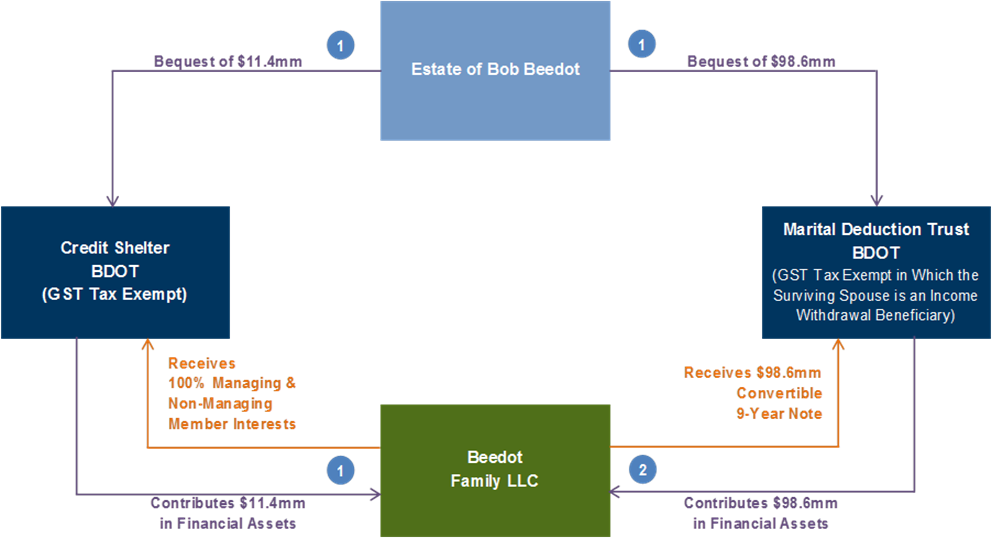 1
1
Bequest of $11.4mm
Estate of Bob Beedot
Bequest of $98.6mm
Credit Shelter
BDOT
(GST Tax Exempt)
Marital Deduction Trust
BDOT
(GST Tax Exempt in Which the
Surviving Spouse is an Income
Withdrawal Beneficiary)
Receives
100% Managing &
Non-Managing
Member Interests
Receives $98.6mm
Convertible
9-Year Note
Beedot
Family LLC
1
2
Contributes $11.4mm
in Financial Assets
Contributes $98.6mm
in Financial Assets